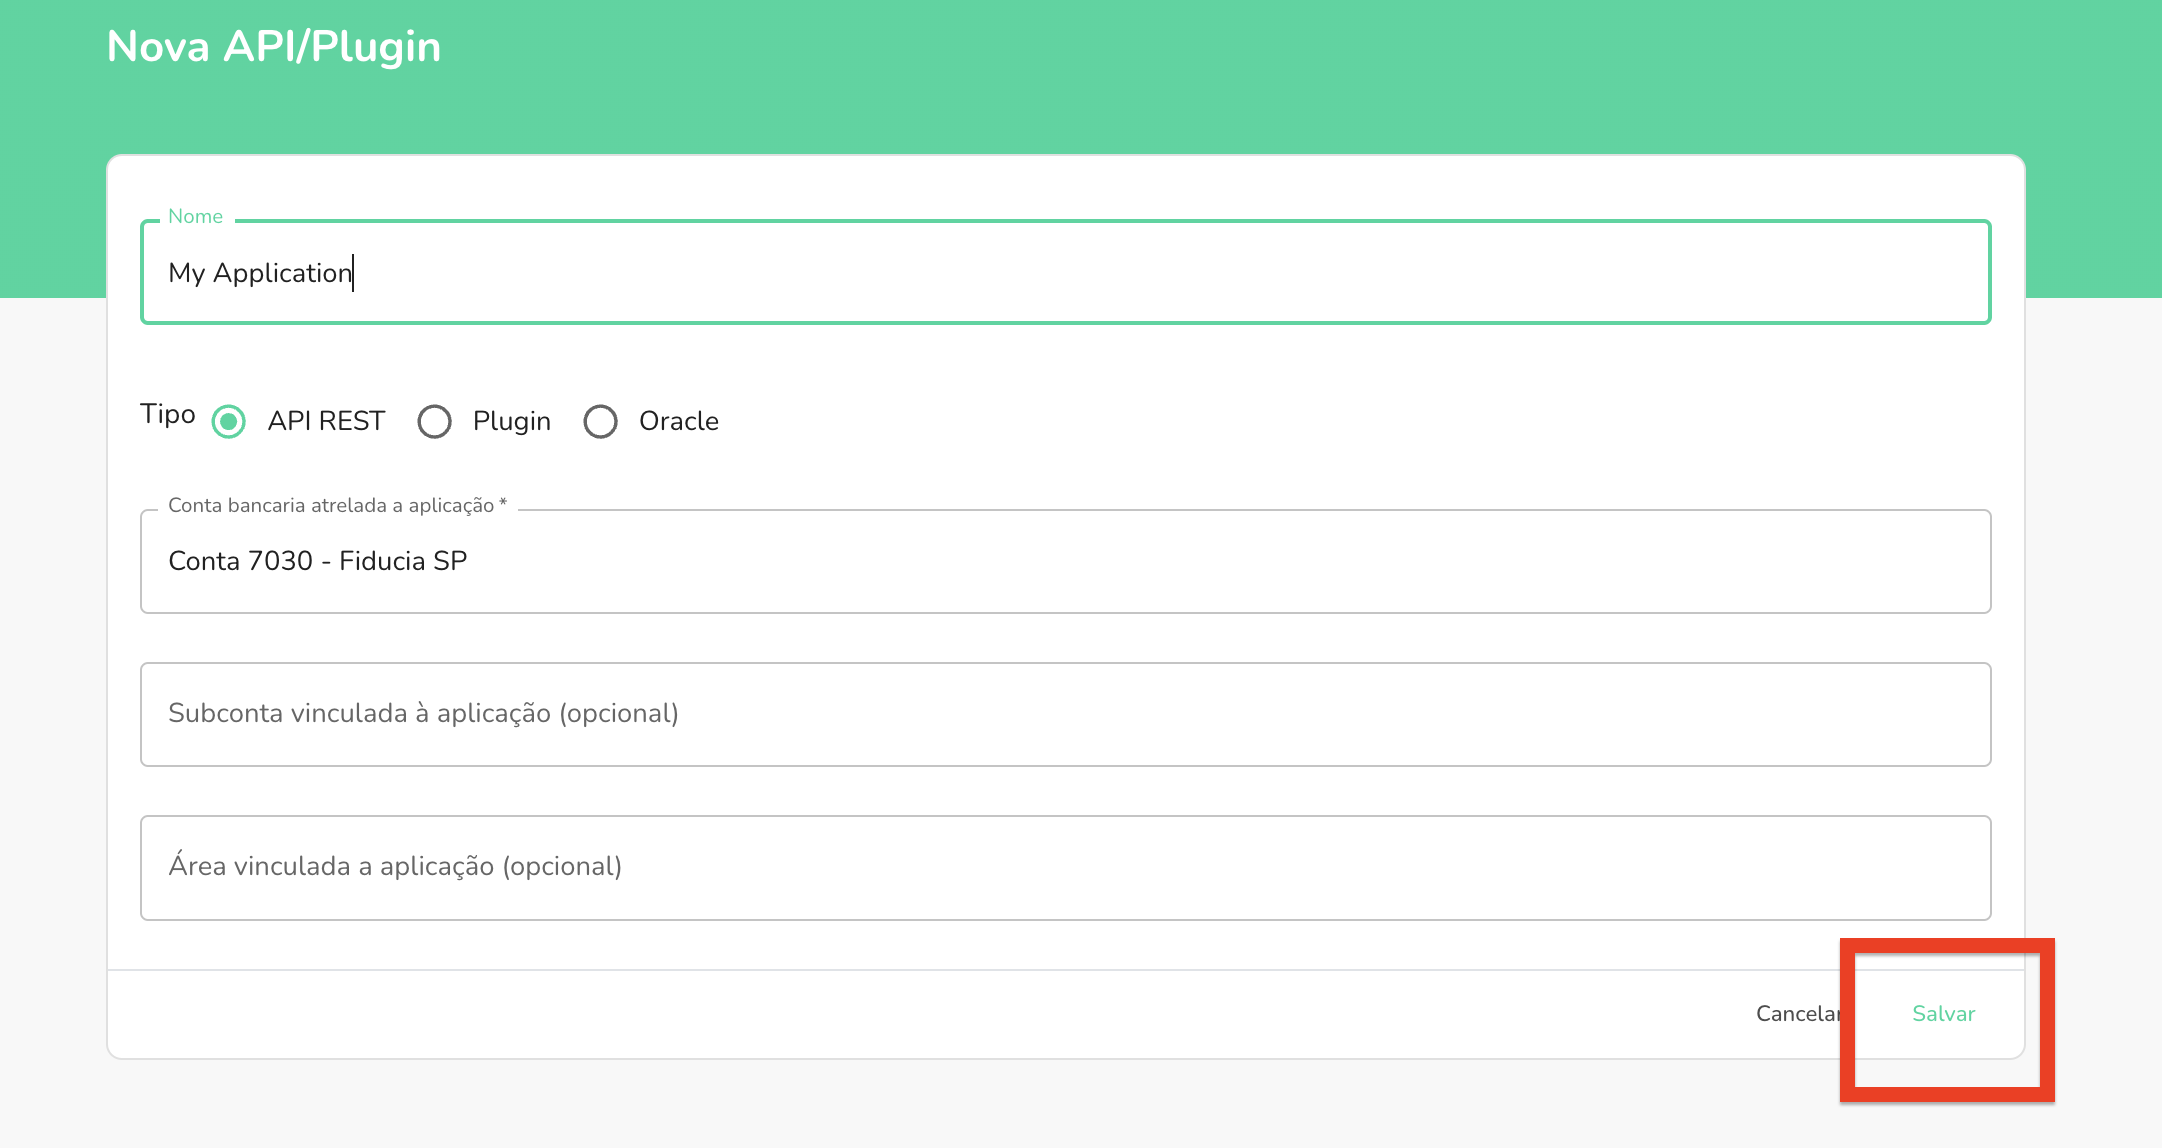 Nova API/Plugin
Nome
My Application
Tipo API REST Plugin Oracle
Conta bancaria atrelada a aplicação *
Conta 7030 - Fiducia SP
Subconta vinculada à aplicação (opcional)
Área vinculada a aplicação (opcional)
Cancelar Salvar